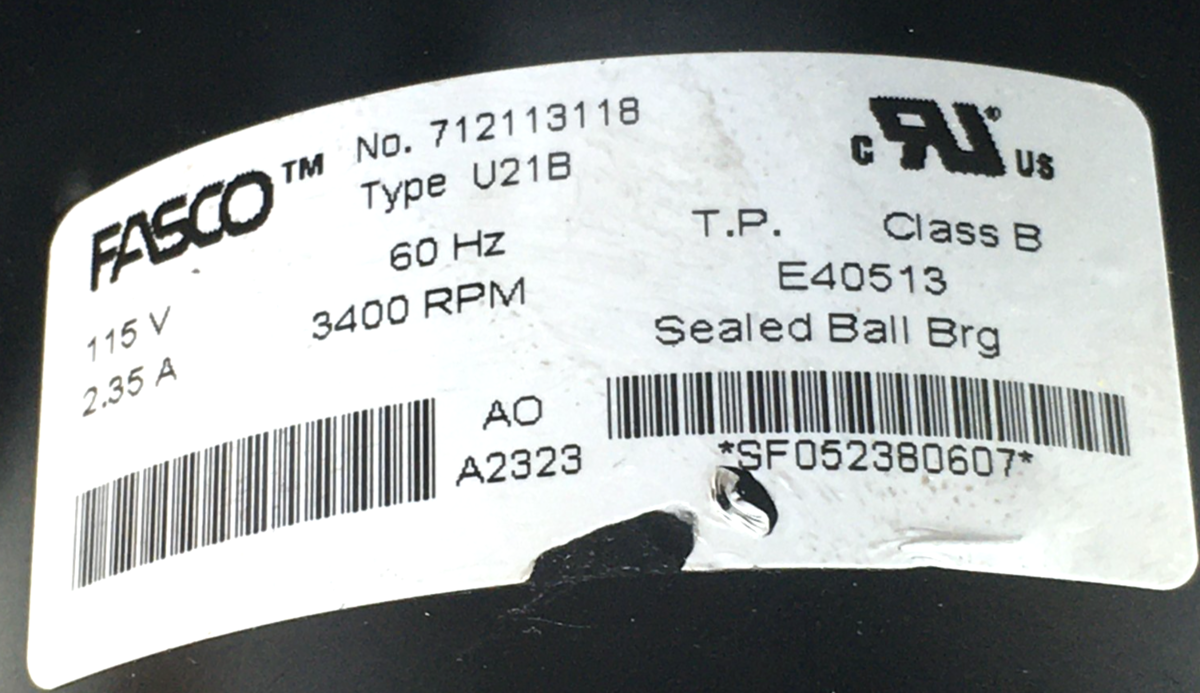 FASCO™
No. 712113118
Type U21B
60 Hz
3400 RPM
115 V
2.35 A
c RU® US
T.P. Class B
E40513
Sealed Ball Brg
AO
A2323
*SF052380607*